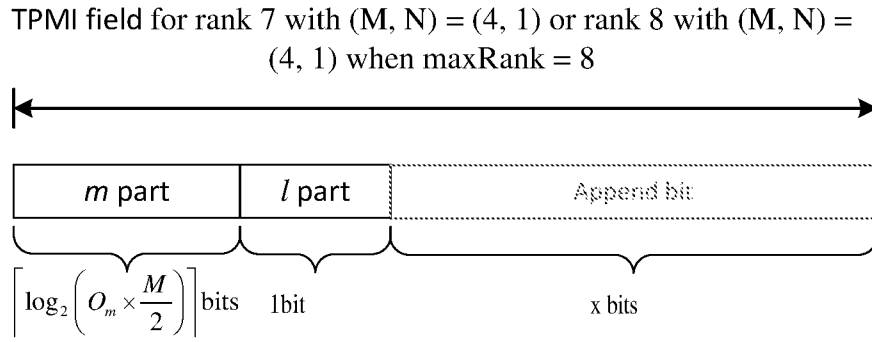 TPMI field for rank 7 with (M, N) = (4, 1) or rank 8 with (M, N) =
(4, 1) when maxRank = 8
m part l part Append bit
⌈log₂(Oₘ × M/2)⌉ bits 1bit x bits